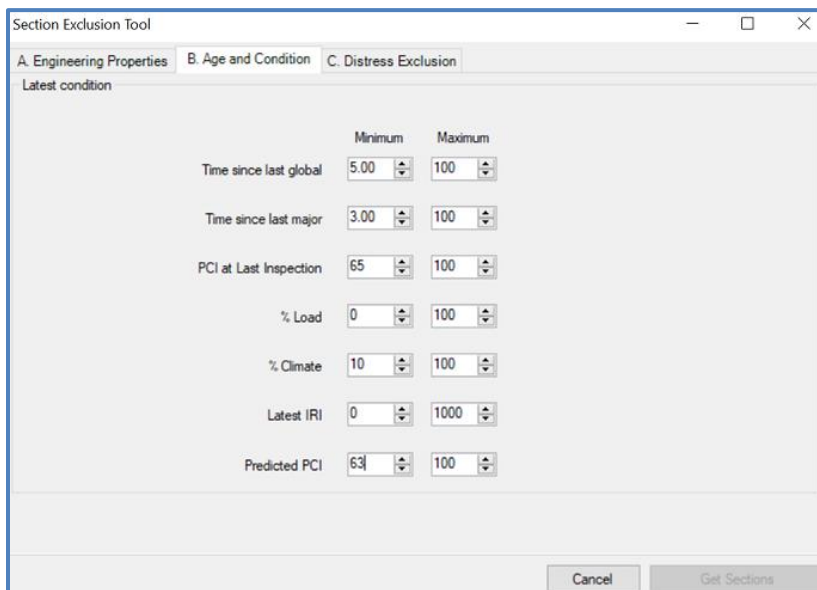 Section Exclusion Tool
A. Engineering Properties B. Age and Condition C. Distress Exclusion
Latest condition
Minimum Maximum
Time since last global 5.00 100
Time since last major 3.00 100
PCI at Last Inspection 65 100
% Load 0 100
% Climate 10 100
Latest IRI 0 1000
Predicted PCI 63 100
Cancel Get Sections